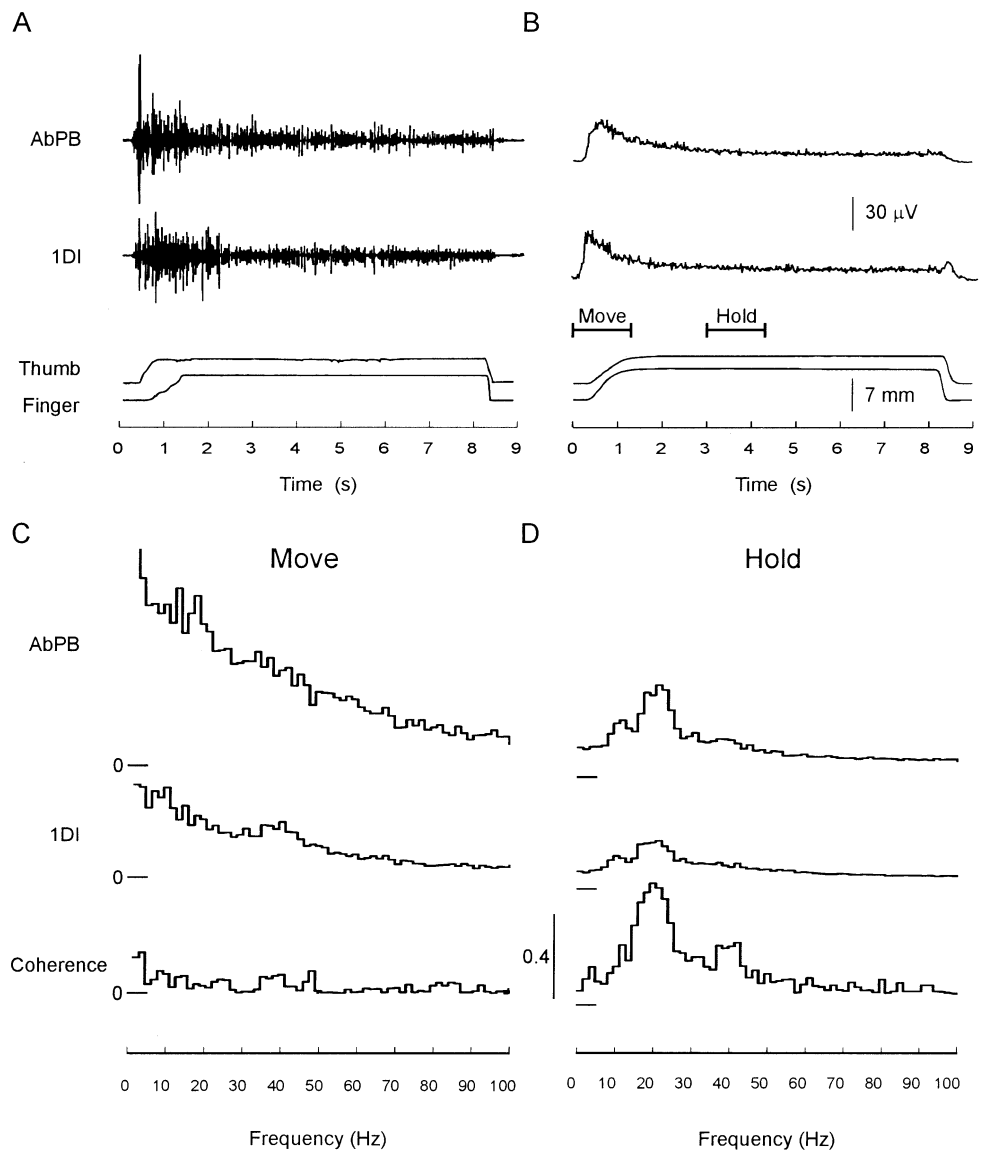 A
B
AbPB
30 µV
1DI
Move
Hold
Thumb
Finger
7 mm
0 1 2 3 4 5 6 7 8 9
0 1 2 3 4 5 6 7 8 9
Time (s)
Time (s)
C
D
Move
Hold
AbPB
0
1DI
0
Coherence
0
0.4
0 10 20 30 40 50 60 70 80 90 100
0 10 20 30 40 50 60 70 80 90 100
Frequency (Hz)
Frequency (Hz)